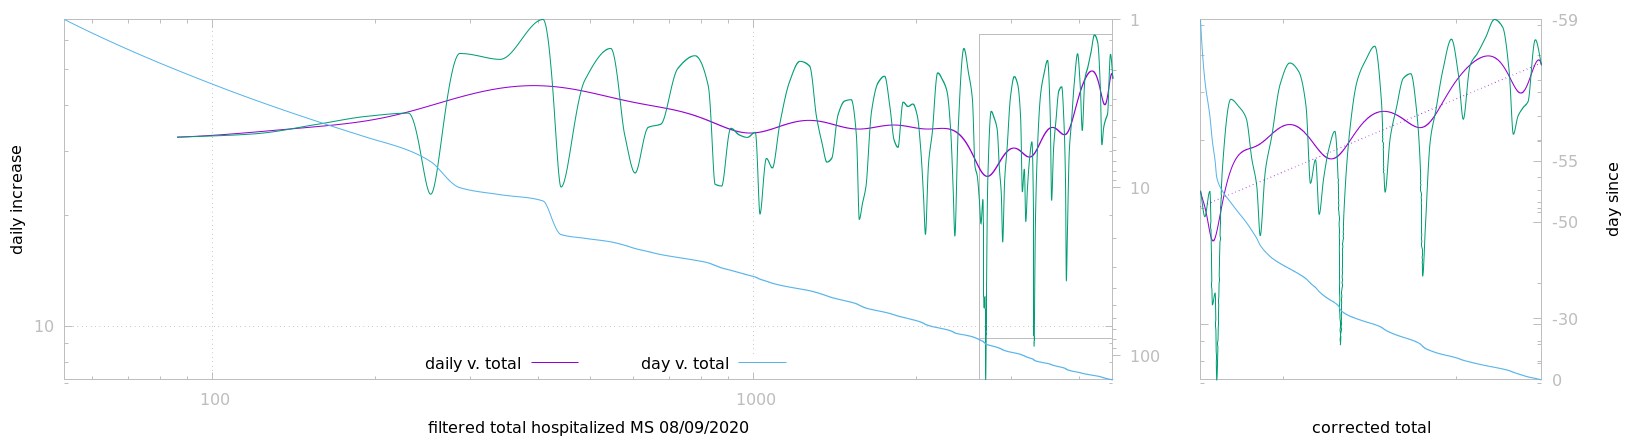 daily increase
10
100
1000
1
10
100
daily v. total
day v. total
filtered total hospitalized MS 08/09/2020
-59
-55
-50
-30
0
day since
corrected total